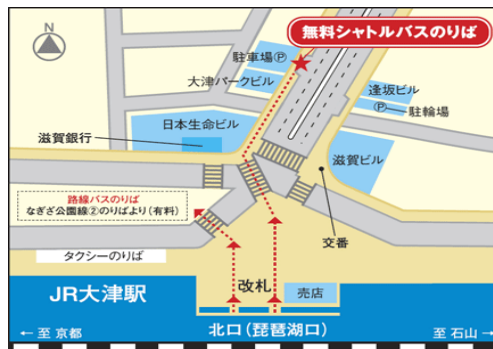 無料シャトルバスのりば
N
駐車場Ⓟ
大津パークビル
逢坂ビル
Ⓟ
駐輪場
日本生命ビル
滋賀銀行
滋賀ビル
路線バスのりば
なぎさ公園線②のりばより(有料)
交番
タクシーのりば
改札
売店
JR大津駅
北口(琵琶湖口)
← 至 京都
至 石山 →